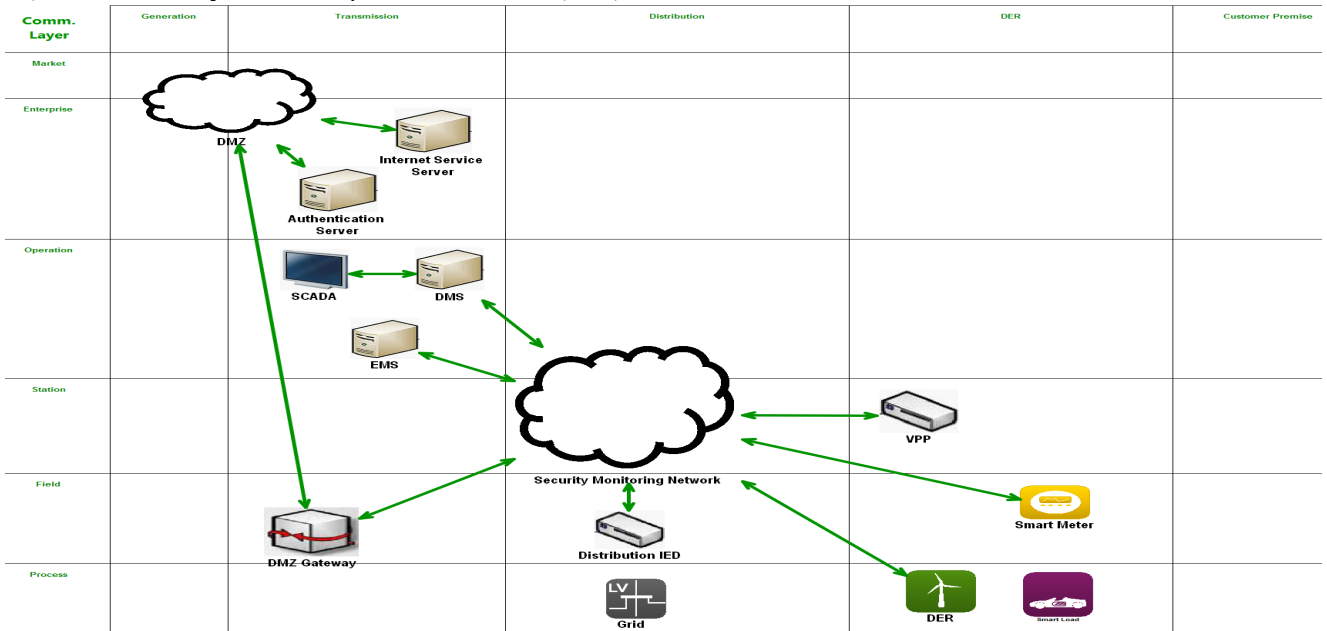 Comm.
Layer
Generation
Transmission
Distribution
DER
Customer Premise
Market
Enterprise
DMZ
Internet Service
Server
Authentication
Server
Operation
SCADA
DMS
EMS
Station
VPP
Security Monitoring Network
Field
Smart Meter
Distribution IED
DMZ Gateway
Process
LV
Grid
DER
Smart Load